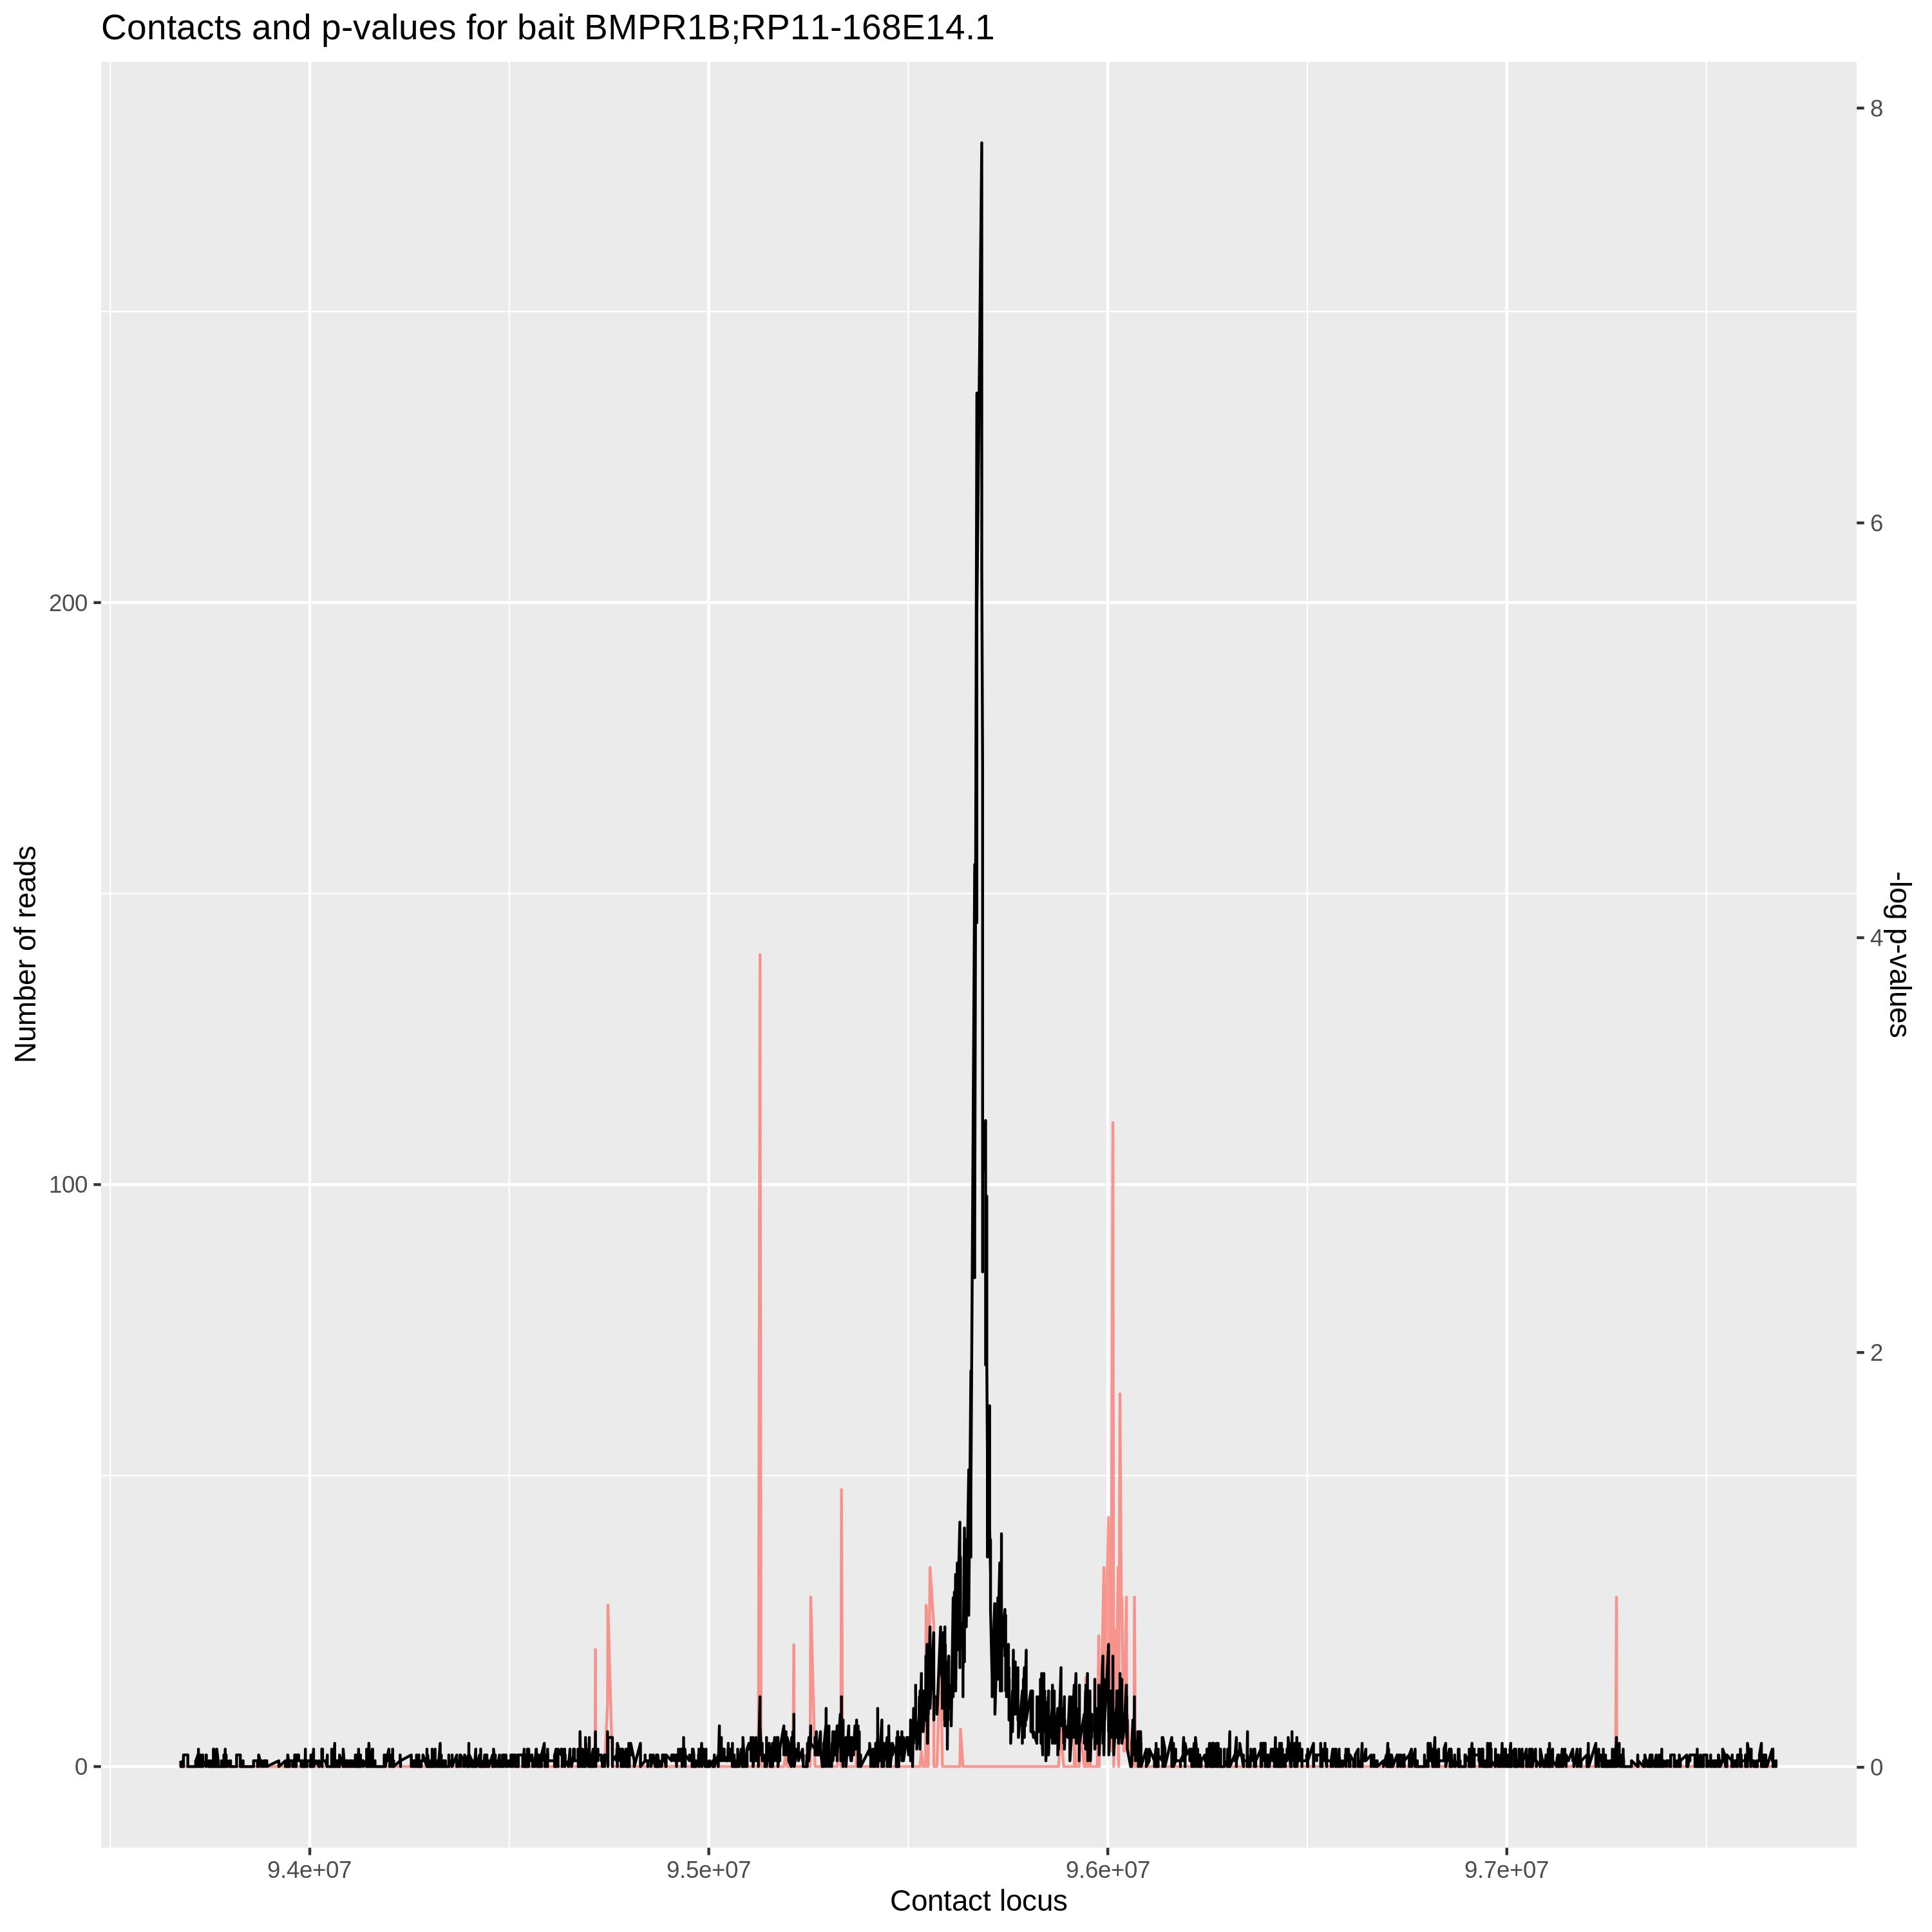 Contacts and p-values for bait BMPR1B;RP11-168E14.1
Number of reads
200
100
0
8
6
4
2
0
-log p-values
9.4e+07 9.5e+07 9.6e+07 9.7e+07
Contact locus